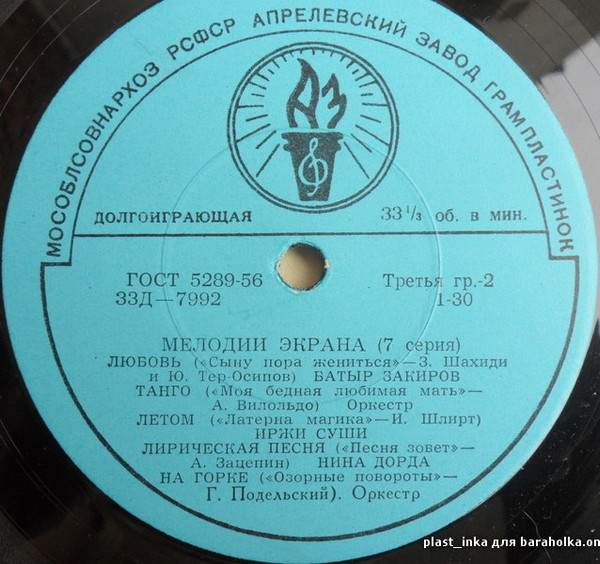 МОСОБЛСОВНАРХОЗ РСФСР АПРЕЛЕВСКИЙ ЗАВОД ГРАМПЛАСТИНОК
АЗ
ДОЛГОИГРАЮЩАЯ 33 1/3 об. в мин.
ГОСТ 5289-56 Третья гр.-2
33Д—7992 1-30
МЕЛОДИИ ЭКРАНА (7 серия)
ЛЮБОВЬ («Сыну пора жениться»—З. Шахиди
и Ю. Тер-Осипов) БАТЫР ЗАКИРОВ
ТАНГО («Моя бедная любимая мать»—
А. Вилольдо) Оркестр
ЛЕТОМ («Латерна магика»—И. Шлирт)
ИРЖИ СУШИ
ЛИРИЧЕСКАЯ ПЕСНЯ («Песня зовет»—
А. Зацепин) НИНА ДОРДА
НА ГОРКЕ («Озорные повороты»—
Г. Подельский). Оркестр
plast_inka для baraholka.on